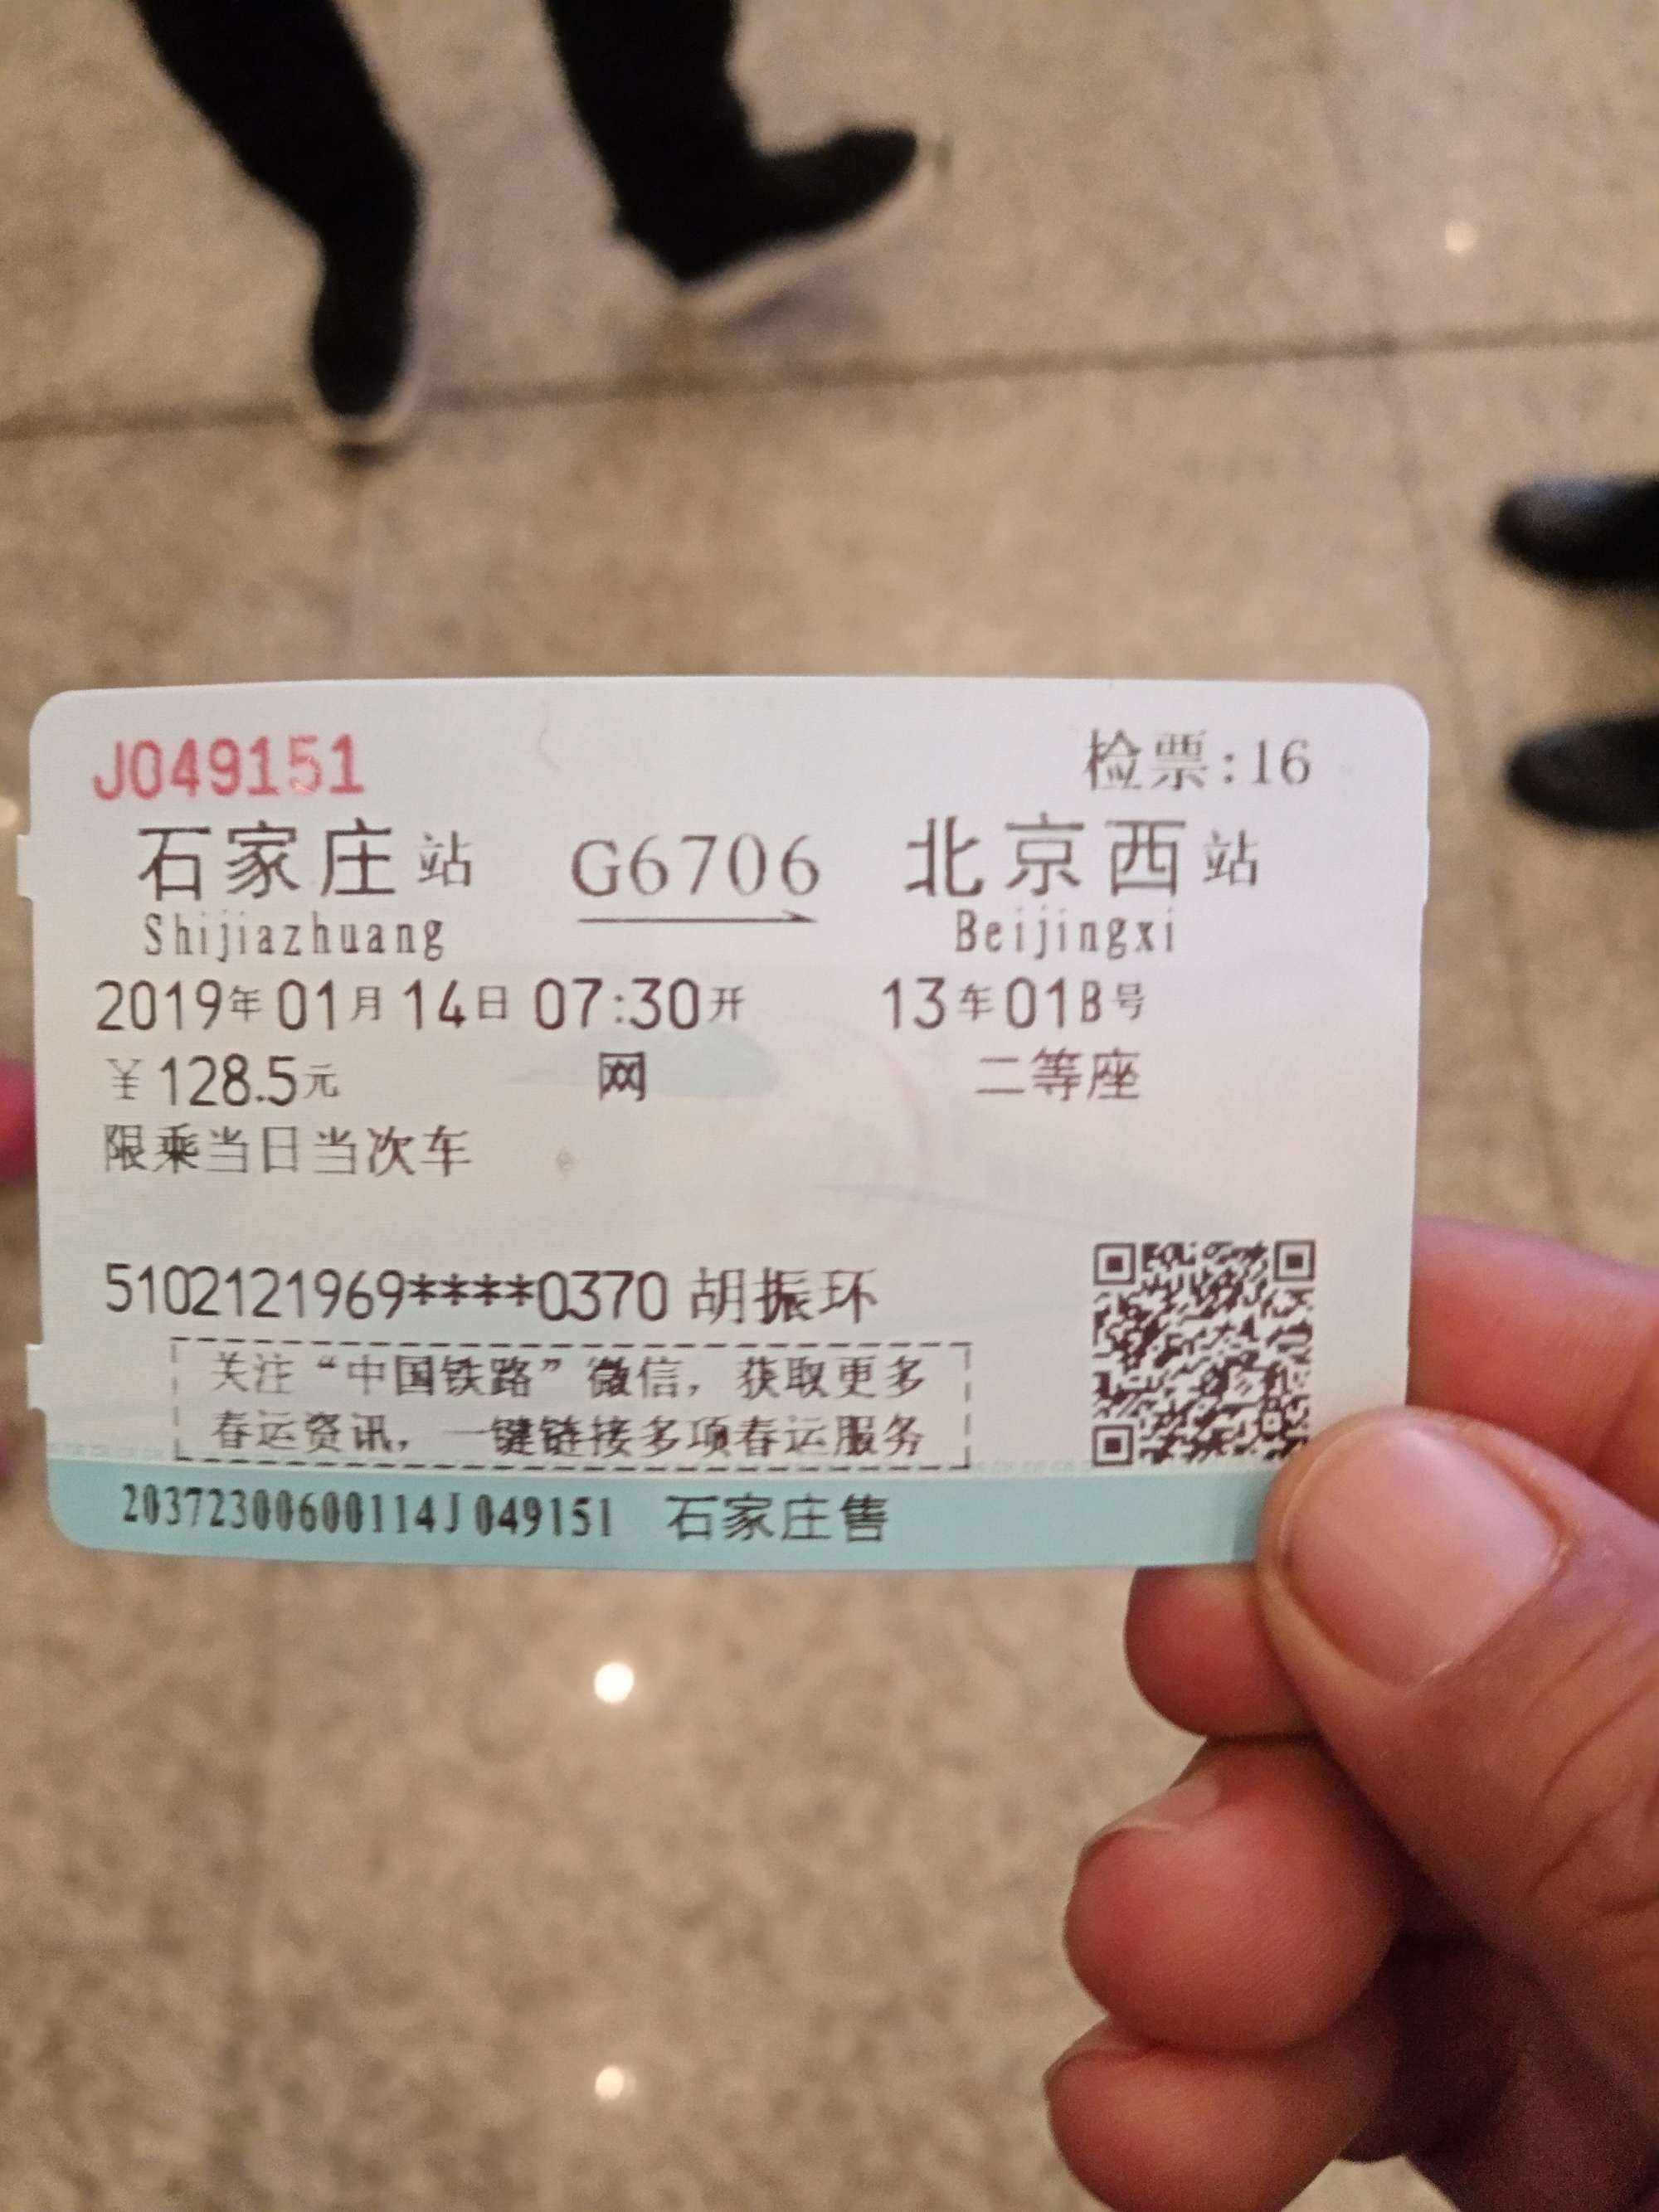 J049151 检票:16
石家庄站 G6706 北京西站
Shijiazhuang Beijingxi
2019年01月14日07:30开 13车01B号
¥128.5元 网 二等座
限乘当日当次车
5102121969****0370 胡振环
关注“中国铁路”微信，获取更多
春运资讯，一键链接多项春运服务
20372300600114J049151 石家庄售